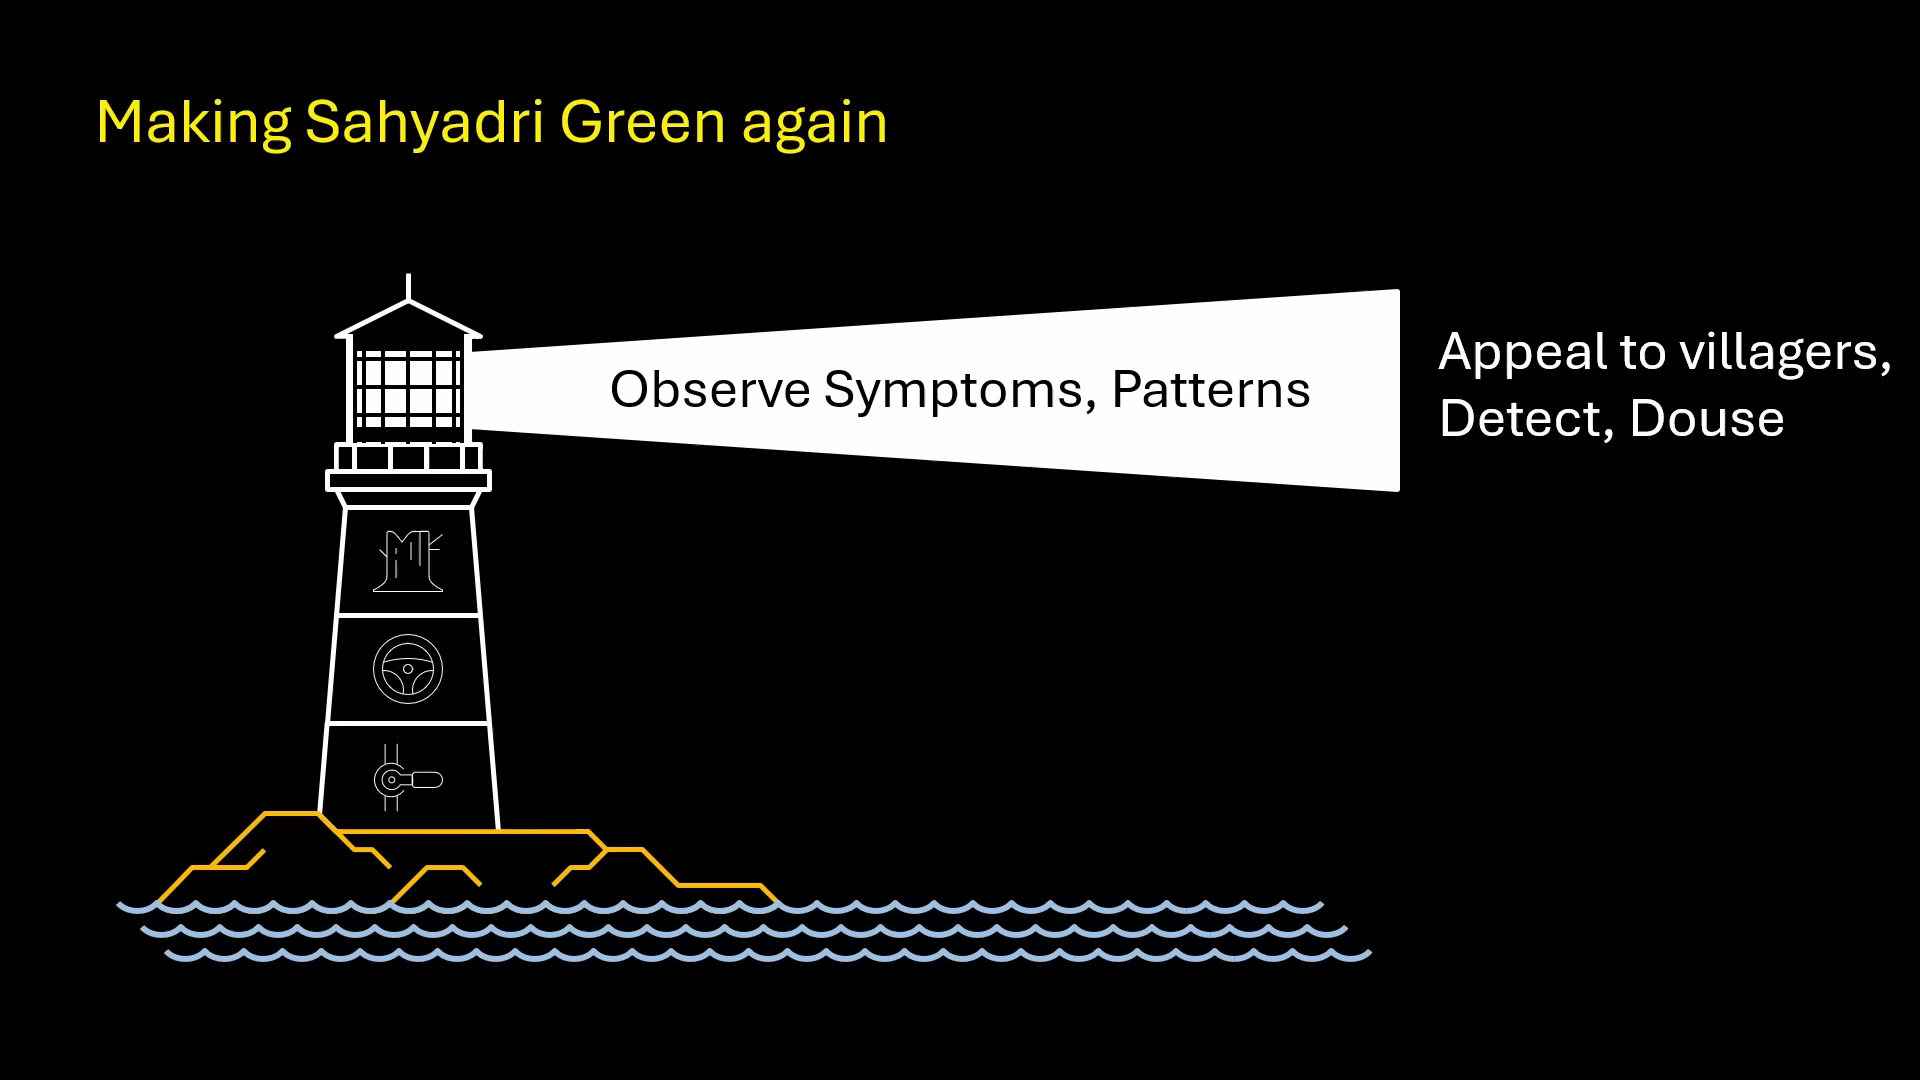 Making Sahyadri Green again
Observe Symptoms, Patterns
Appeal to villagers,
Detect, Douse